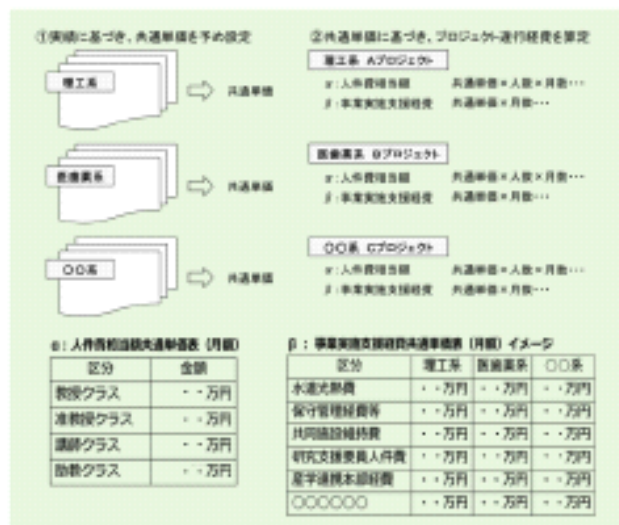 ①実績に基づき、共通単価を予め設定
理工系
共通単価
医歯薬系
共通単価
〇〇系
共通単価
②共通単価に基づき、プロジェクト遂行経費を算定
理工系 Aプロジェクト
α:人件費相当額 共通単価×人数×月数・・・
β:事業実施支援経費 共通単価×月数・・・
医歯薬系 Bプロジェクト
α:人件費相当額 共通単価×人数×月数・・・
β:事業実施支援経費 共通単価×月数・・・
〇〇系 Cプロジェクト
α:人件費相当額 共通単価×人数×月数・・・
β:事業実施支援経費 共通単価×月数・・・
α:人件費相当額共通単価表(月額)
区分 金額
教授クラス ・・万円
准教授クラス ・・万円
講師クラス ・・万円
助教クラス ・・万円
β:事業実施支援経費共通単価表(月額)イメージ
区分 理工系 医歯薬系 〇〇系
水道光熱費 ・・万円 ・・万円 ・・万円
保守管理経費等 ・・万円 ・・万円 ・・万円
共同施設維持費 ・・万円 ・・万円 ・・万円
研究支援要員人件費 ・・万円 ・・万円 ・・万円
産学連携本部経費 ・・万円 ・・万円 ・・万円
〇〇〇〇〇〇 ・・万円 ・・万円 ・・万円